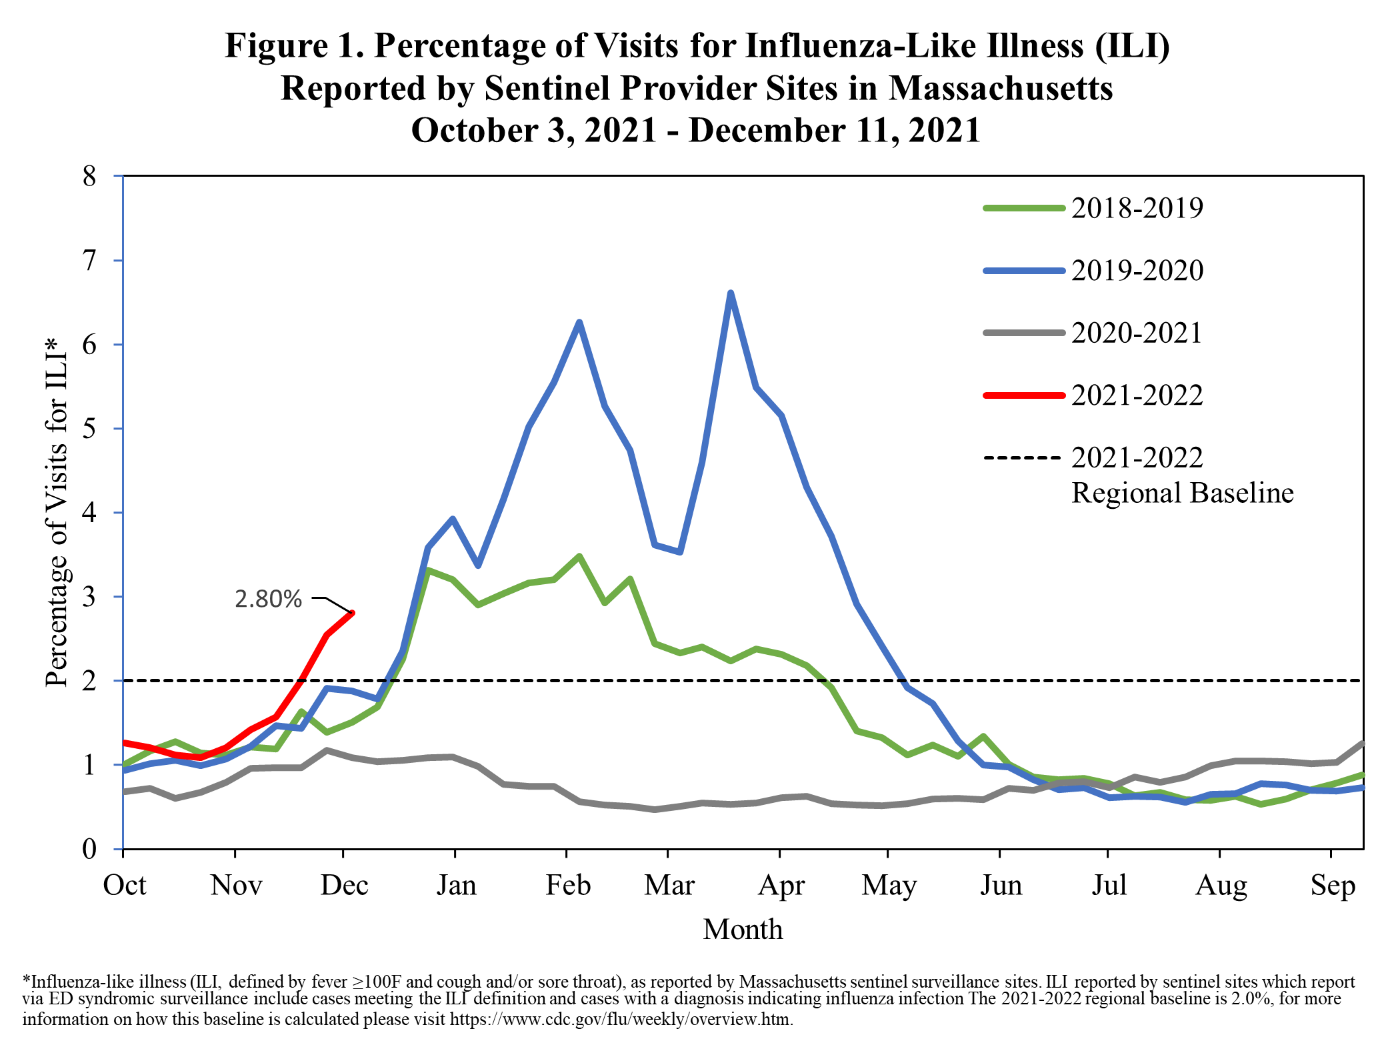 Figure 1. Percentage of Visits for Influenza-Like Illness (ILI)
Reported by Sentinel Provider Sites in Massachusetts
October 3, 2021 - December 11, 2021
8
7
6
5
4
3
2
1
0
Percentage of Visits for ILI*
2018-2019
2019-2020
2020-2021
2021-2022
2021-2022
Regional Baseline
2.80%
Oct Nov Dec Jan Feb Mar Apr May Jun Jul Aug Sep
Month
*Influenza-like illness (ILI, defined by fever ≥100F and cough and/or sore throat), as reported by Massachusetts sentinel surveillance sites. ILI reported by sentinel sites which report
via ED syndromic surveillance include cases meeting the ILI definition and cases with a diagnosis indicating influenza infection The 2021-2022 regional baseline is 2.0%, for more
information on how this baseline is calculated please visit https://www.cdc.gov/flu/weekly/overview.htm.